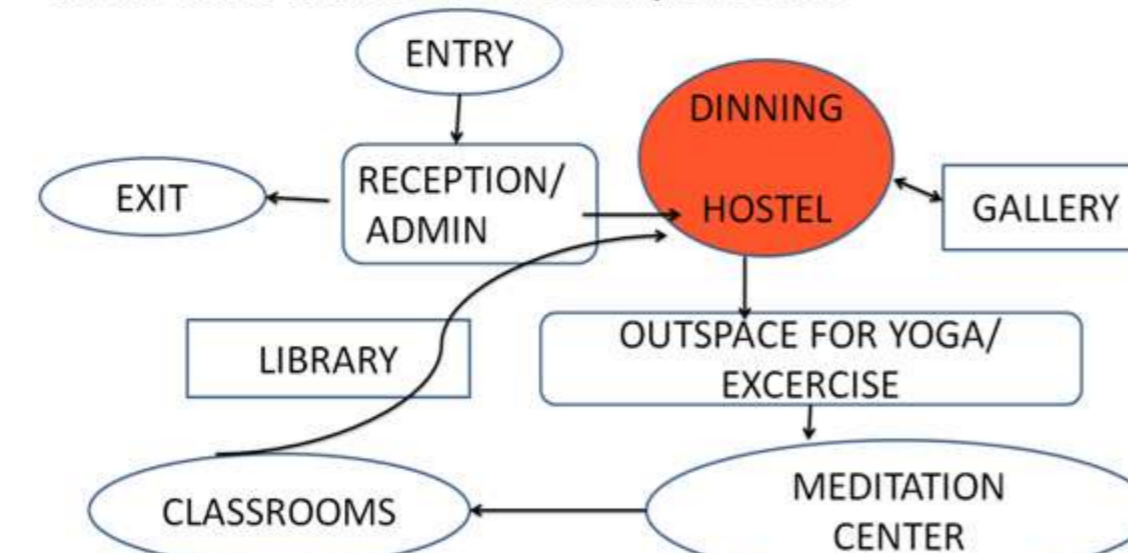 ENTRY
DINNING
HOSTEL
RECEPTION/
ADMIN
EXIT
GALLERY
LIBRARY
OUTSPACE FOR YOGA/
EXCERCISE
CLASSROOMS
MEDITATION
CENTER